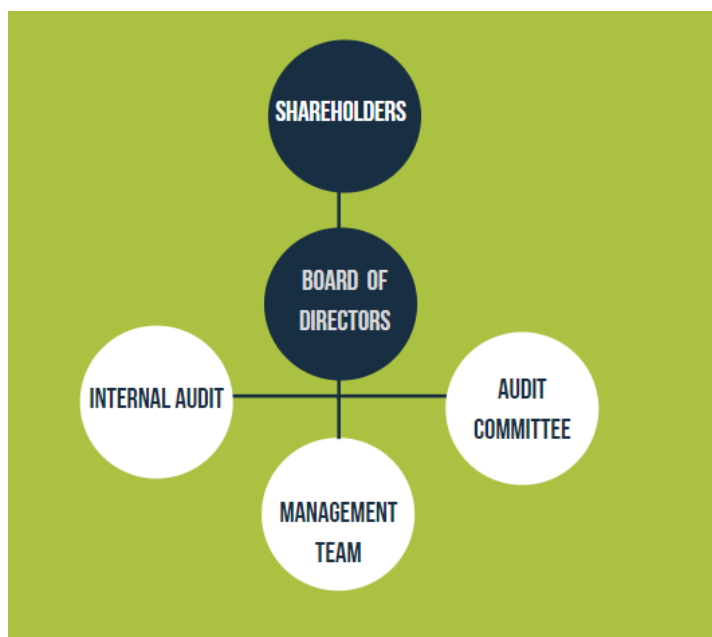 SHAREHOLDERS
BOARD OF
DIRECTORS
INTERNAL AUDIT
AUDIT
COMMITTEE
MANAGEMENT
TEAM